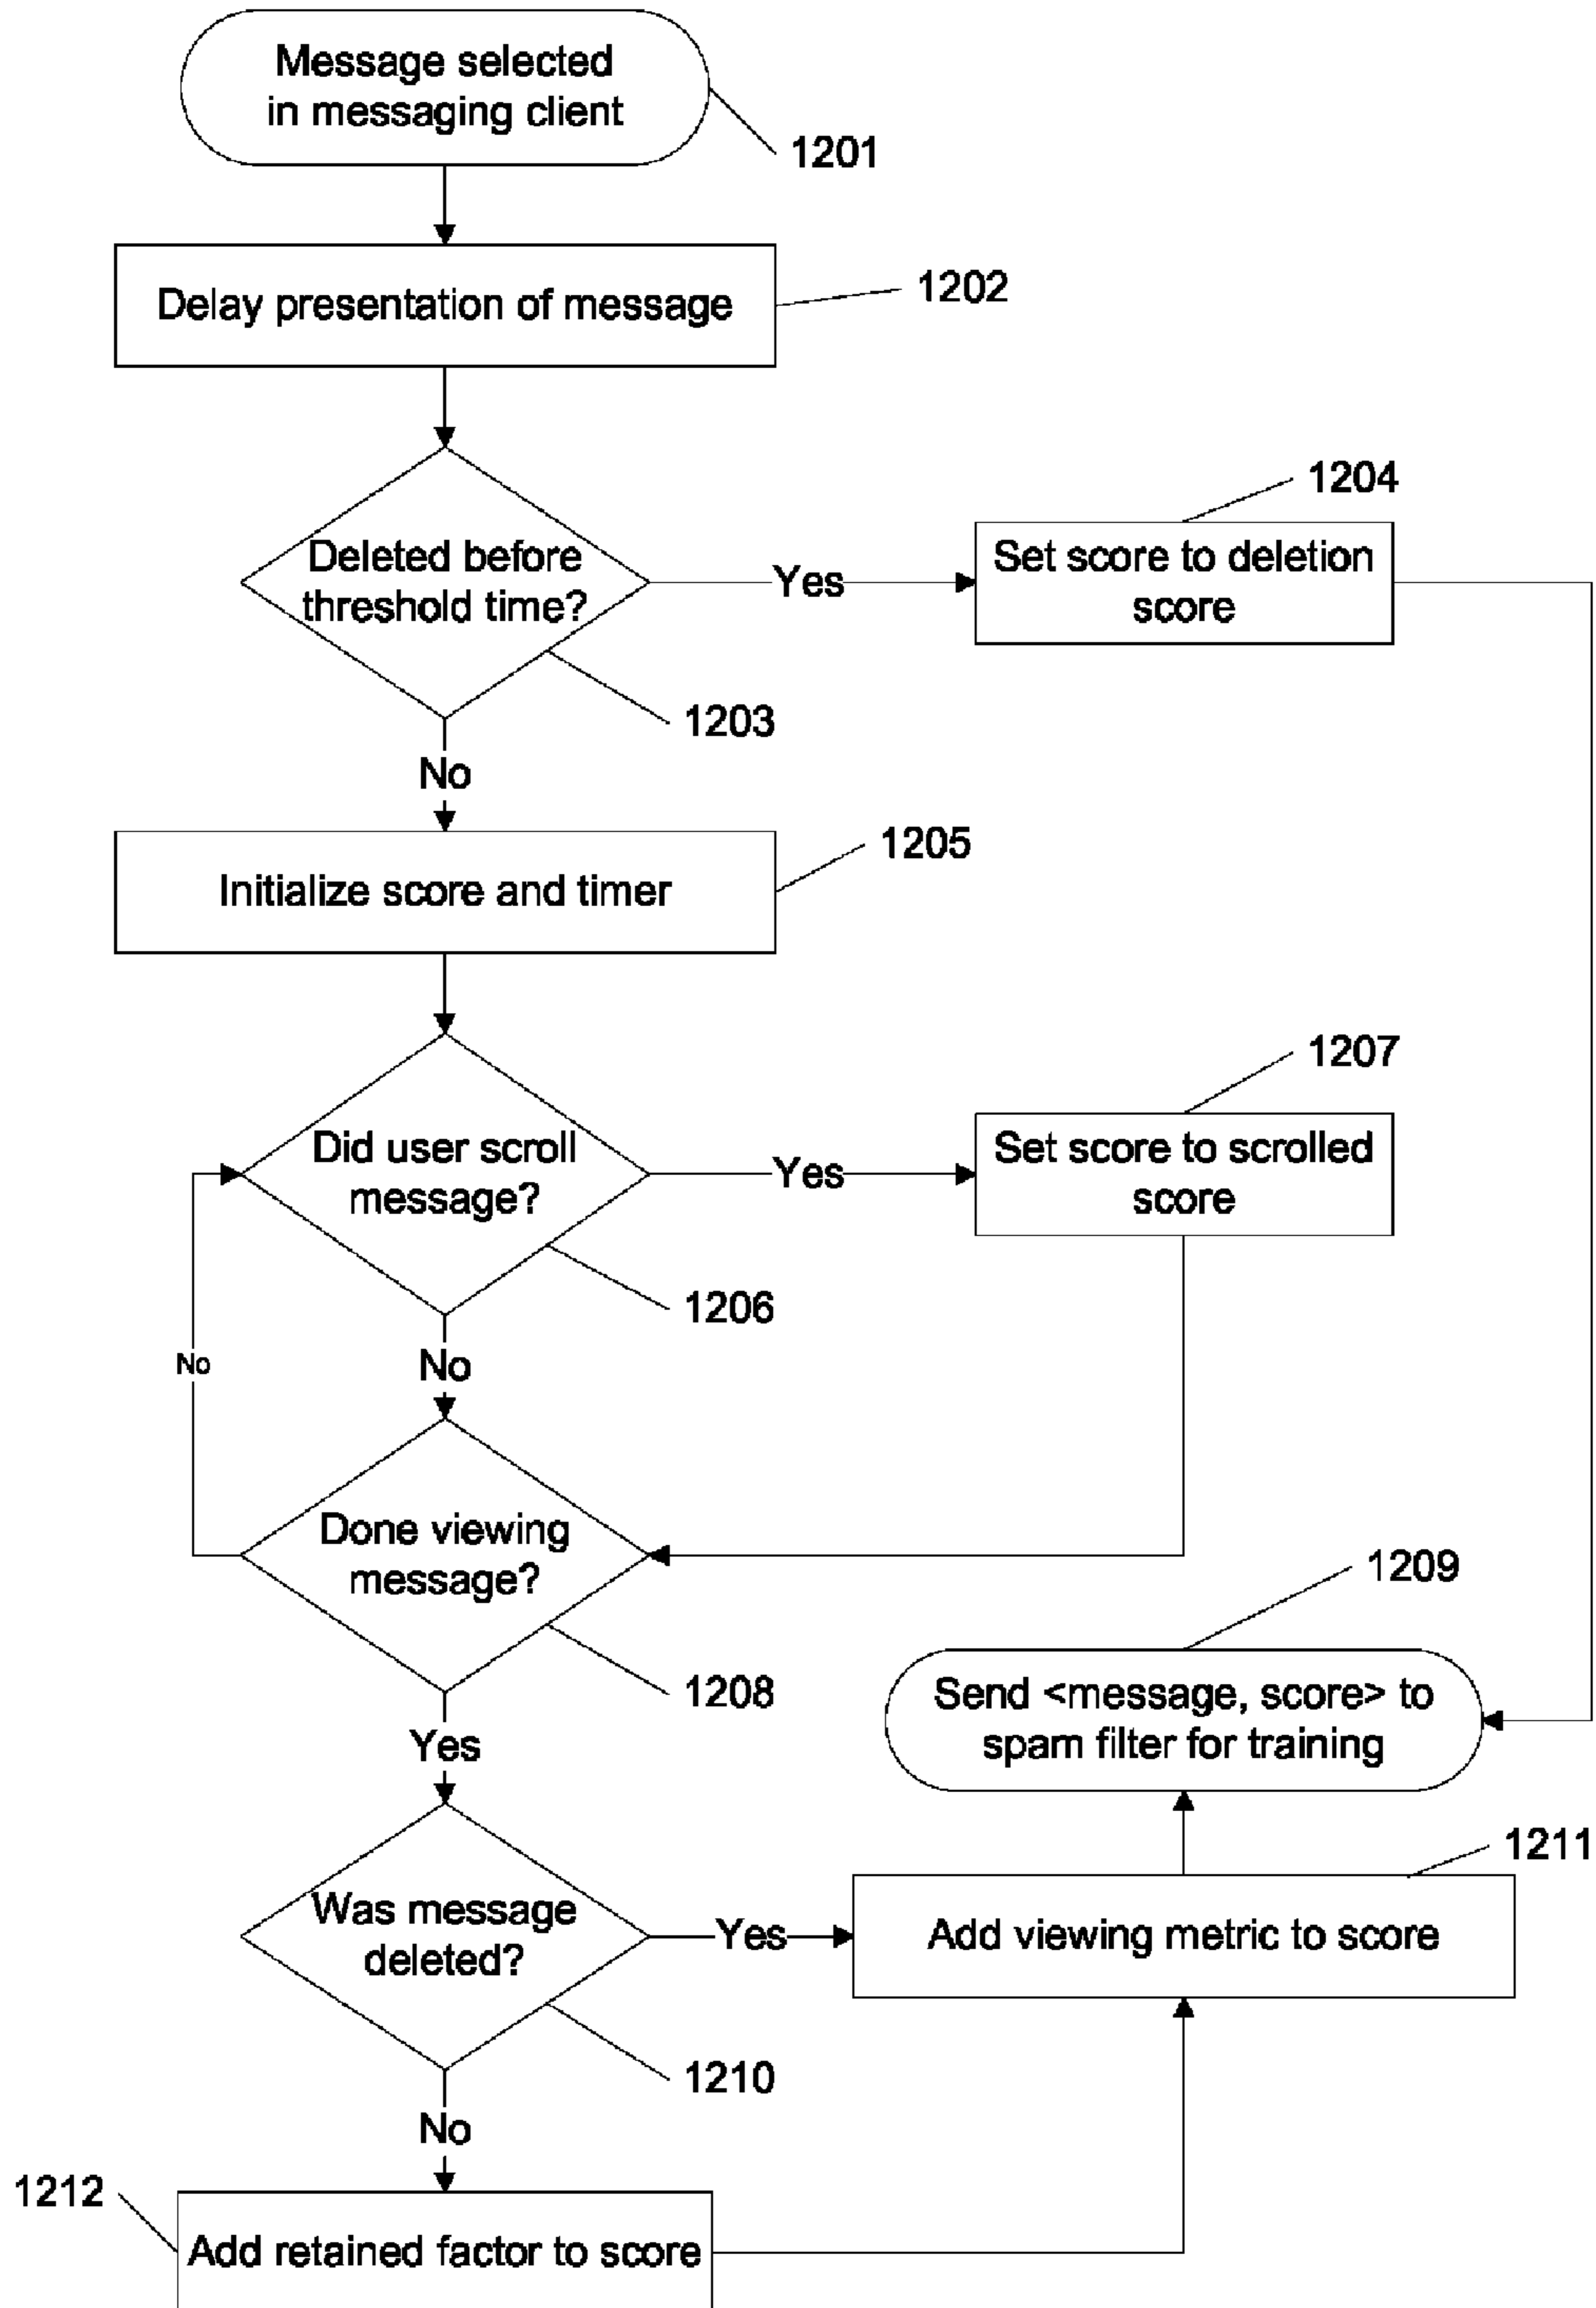 Message selected
in messaging client
1201
Delay presentation of message
1202
Deleted before
threshold time?
1203
Yes
Set score to deletion
score
1204
No
Initialize score and timer
1205
Did user scroll
message?
1206
Yes
Set score to scrolled
score
1207
No
No
Done viewing
message?
1208
Yes
Send <message, score> to
spam filter for training
1209
Was message
deleted?
1210
Yes
Add viewing metric to score
1211
No
Add retained factor to score
1212